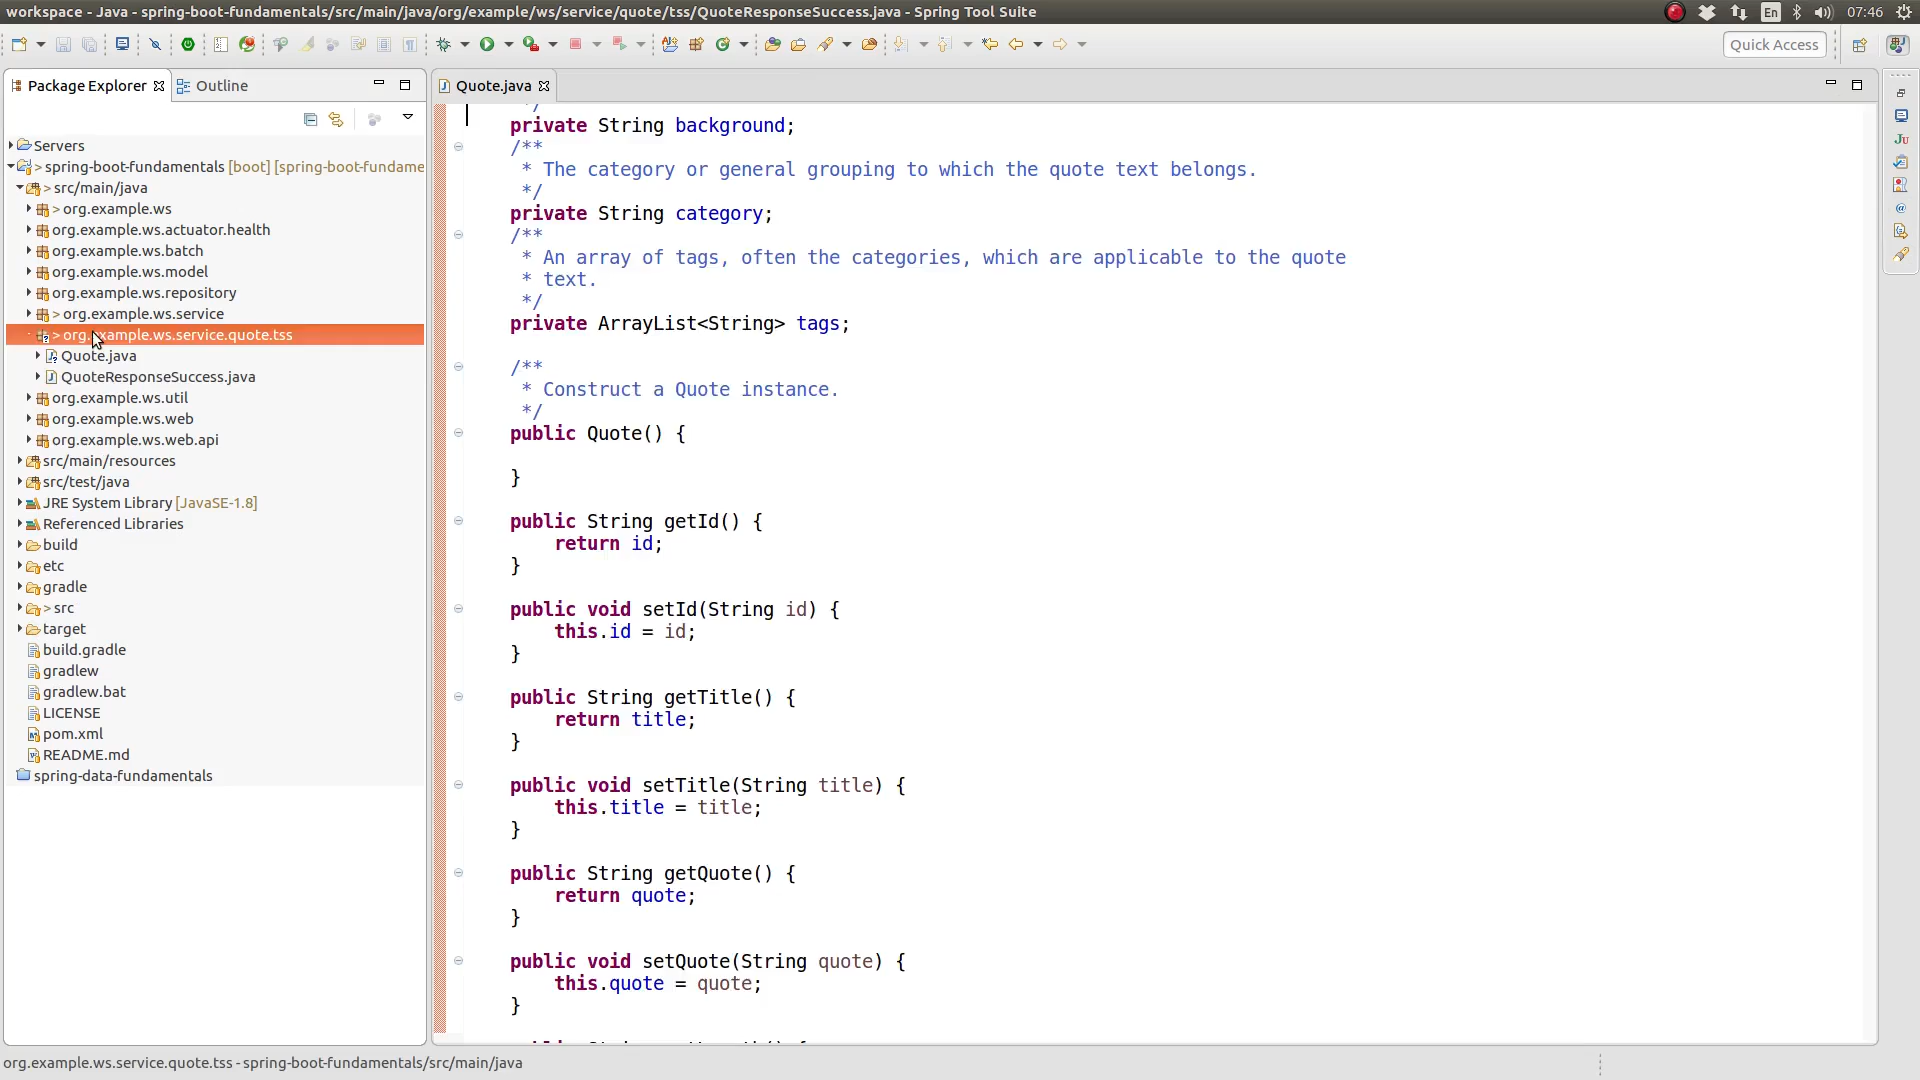 workspace - Java - spring-boot-fundamentals/src/main/java/org/example/ws/service/quote/tss/QuoteResponseSuccess.java - Spring Tool Suite
En
07:46
Quick Access
Package Explorer
Outline
Quote.java
Servers
> spring-boot-fundamentals [boot] [spring-boot-fundame
> src/main/java
> org.example.ws
org.example.ws.actuator.health
org.example.ws.batch
org.example.ws.model
org.example.ws.repository
> org.example.ws.service
> org.example.ws.service.quote.tss
Quote.java
QuoteResponseSuccess.java
org.example.ws.util
org.example.ws.web
org.example.ws.web.api
src/main/resources
src/test/java
JRE System Library [JavaSE-1.8]
Referenced Libraries
build
etc
gradle
> src
target
build.gradle
gradlew
gradlew.bat
LICENSE
pom.xml
README.md
spring-data-fundamentals
*/
private String background;
/**
* The category or general grouping to which the quote text belongs.
*/
private String category;
/**
* An array of tags, often the categories, which are applicable to the quote
* text.
*/
private ArrayList<String> tags;
/**
* Construct a Quote instance.
*/
public Quote() {
}
public String getId() {
return id;
}
public void setId(String id) {
this.id = id;
}
public String getTitle() {
return title;
}
public void setTitle(String title) {
this.title = title;
}
public String getQuote() {
return quote;
}
public void setQuote(String quote) {
this.quote = quote;
}
org.example.ws.service.quote.tss - spring-boot-fundamentals/src/main/java